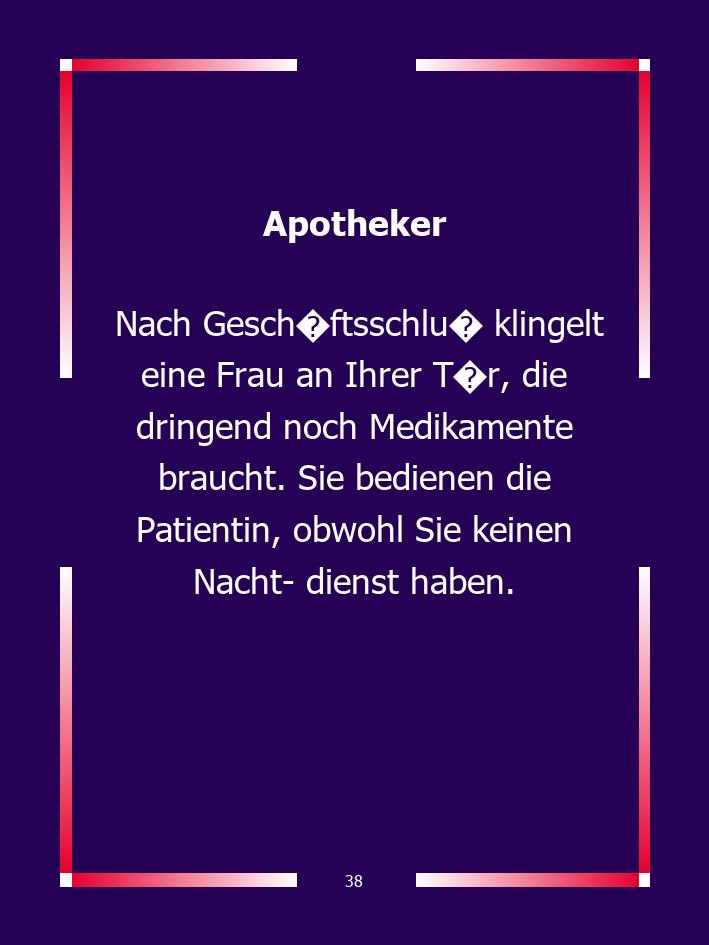 Apotheker
Nach Gesch�ftsschlu� klingelt
eine Frau an Ihrer T�r, die
dringend noch Medikamente
braucht. Sie bedienen die
Patientin, obwohl Sie keinen
Nacht- dienst haben.
38